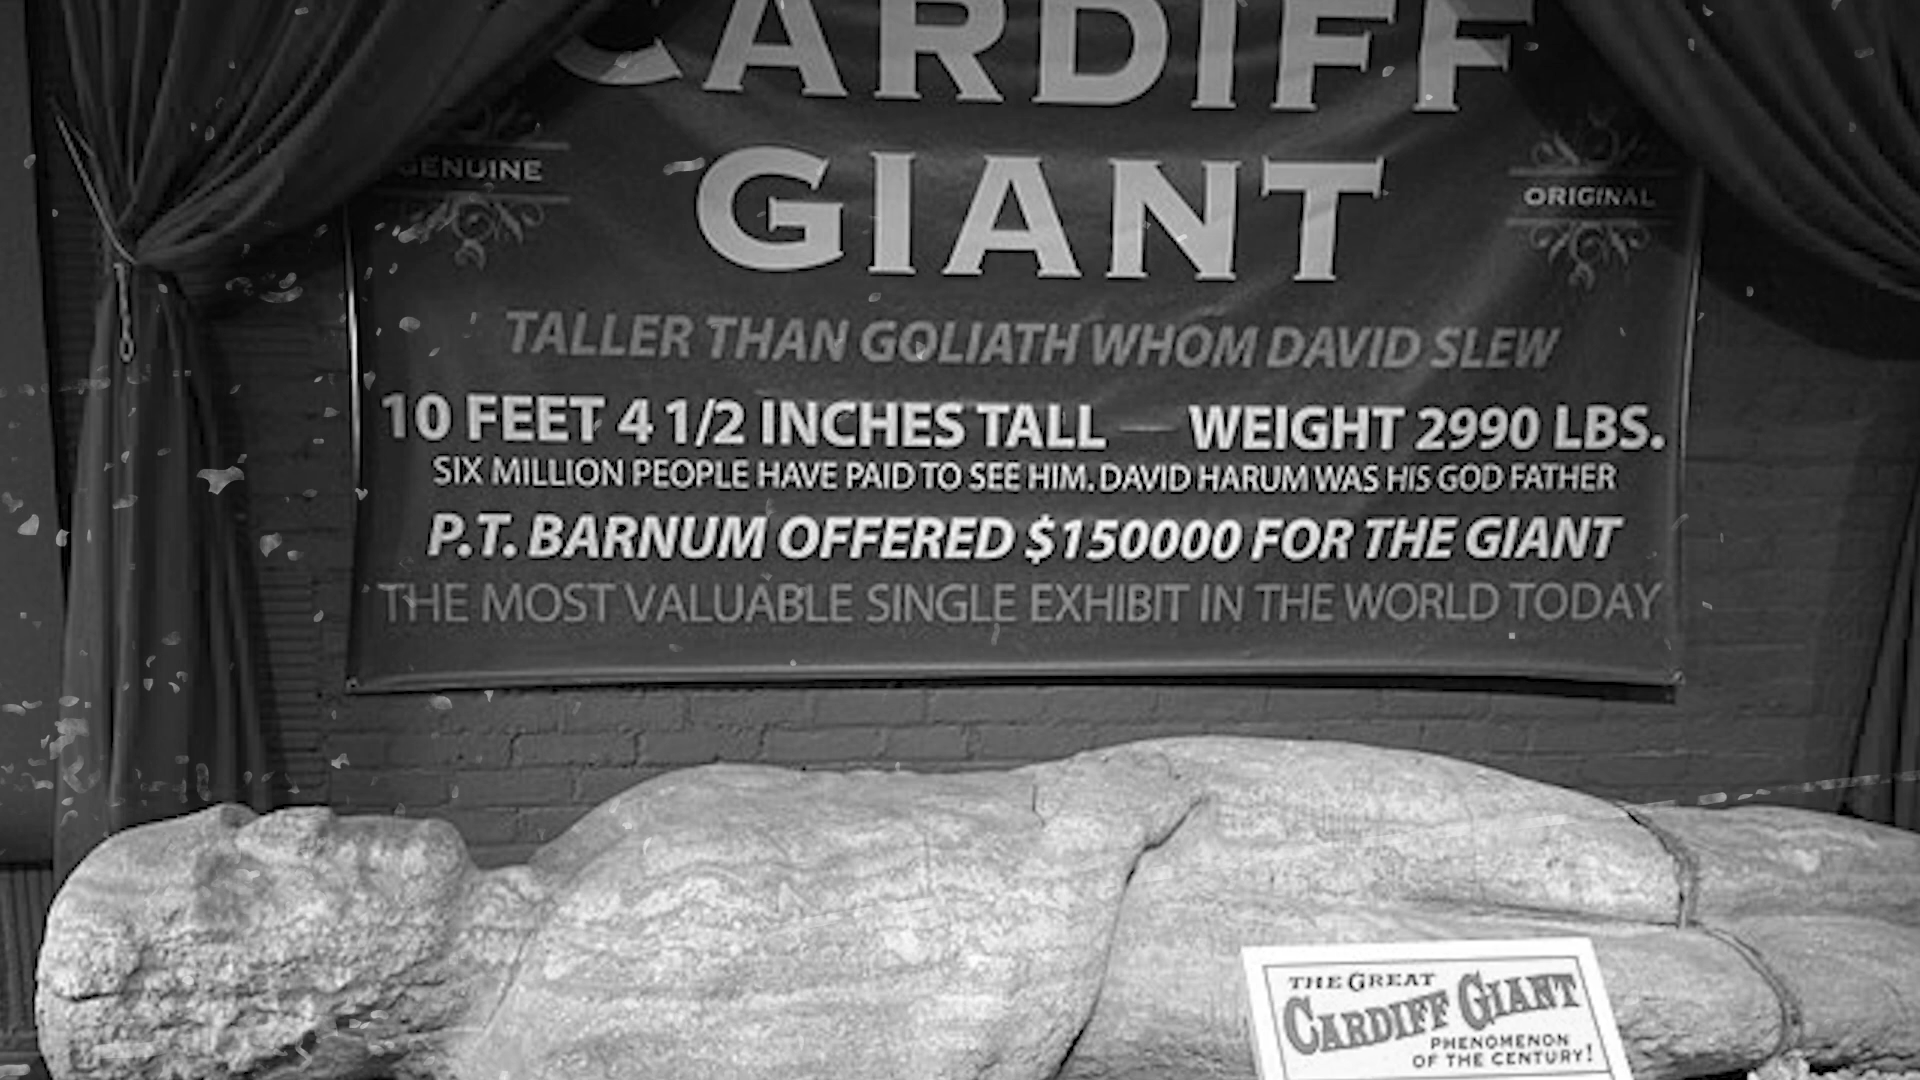 CARDIFF
GIANT
GENUINE
ORIGINAL
TALLER THAN GOLIATH WHOM DAVID SLEW
10 FEET 4 1/2 INCHES TALL — WEIGHT 2990 LBS.
SIX MILLION PEOPLE HAVE PAID TO SEE HIM. DAVID HARUM WAS HIS GOD FATHER
P.T. BARNUM OFFERED $150000 FOR THE GIANT
THE MOST VALUABLE SINGLE EXHIBIT IN THE WORLD TODAY
THE GREAT
CARDIFF GIANT
PHENOMENON
OF THE CENTURY!